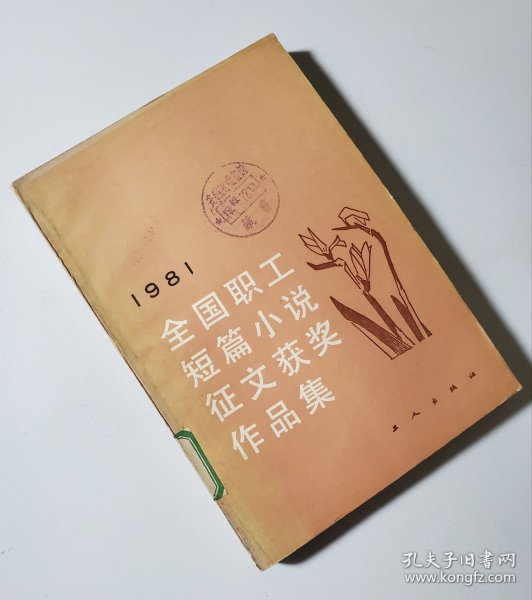 1981
全国职工
短篇小说
征文获奖
作品集
工人出版社
孔夫子旧书网
www.kongfz.com